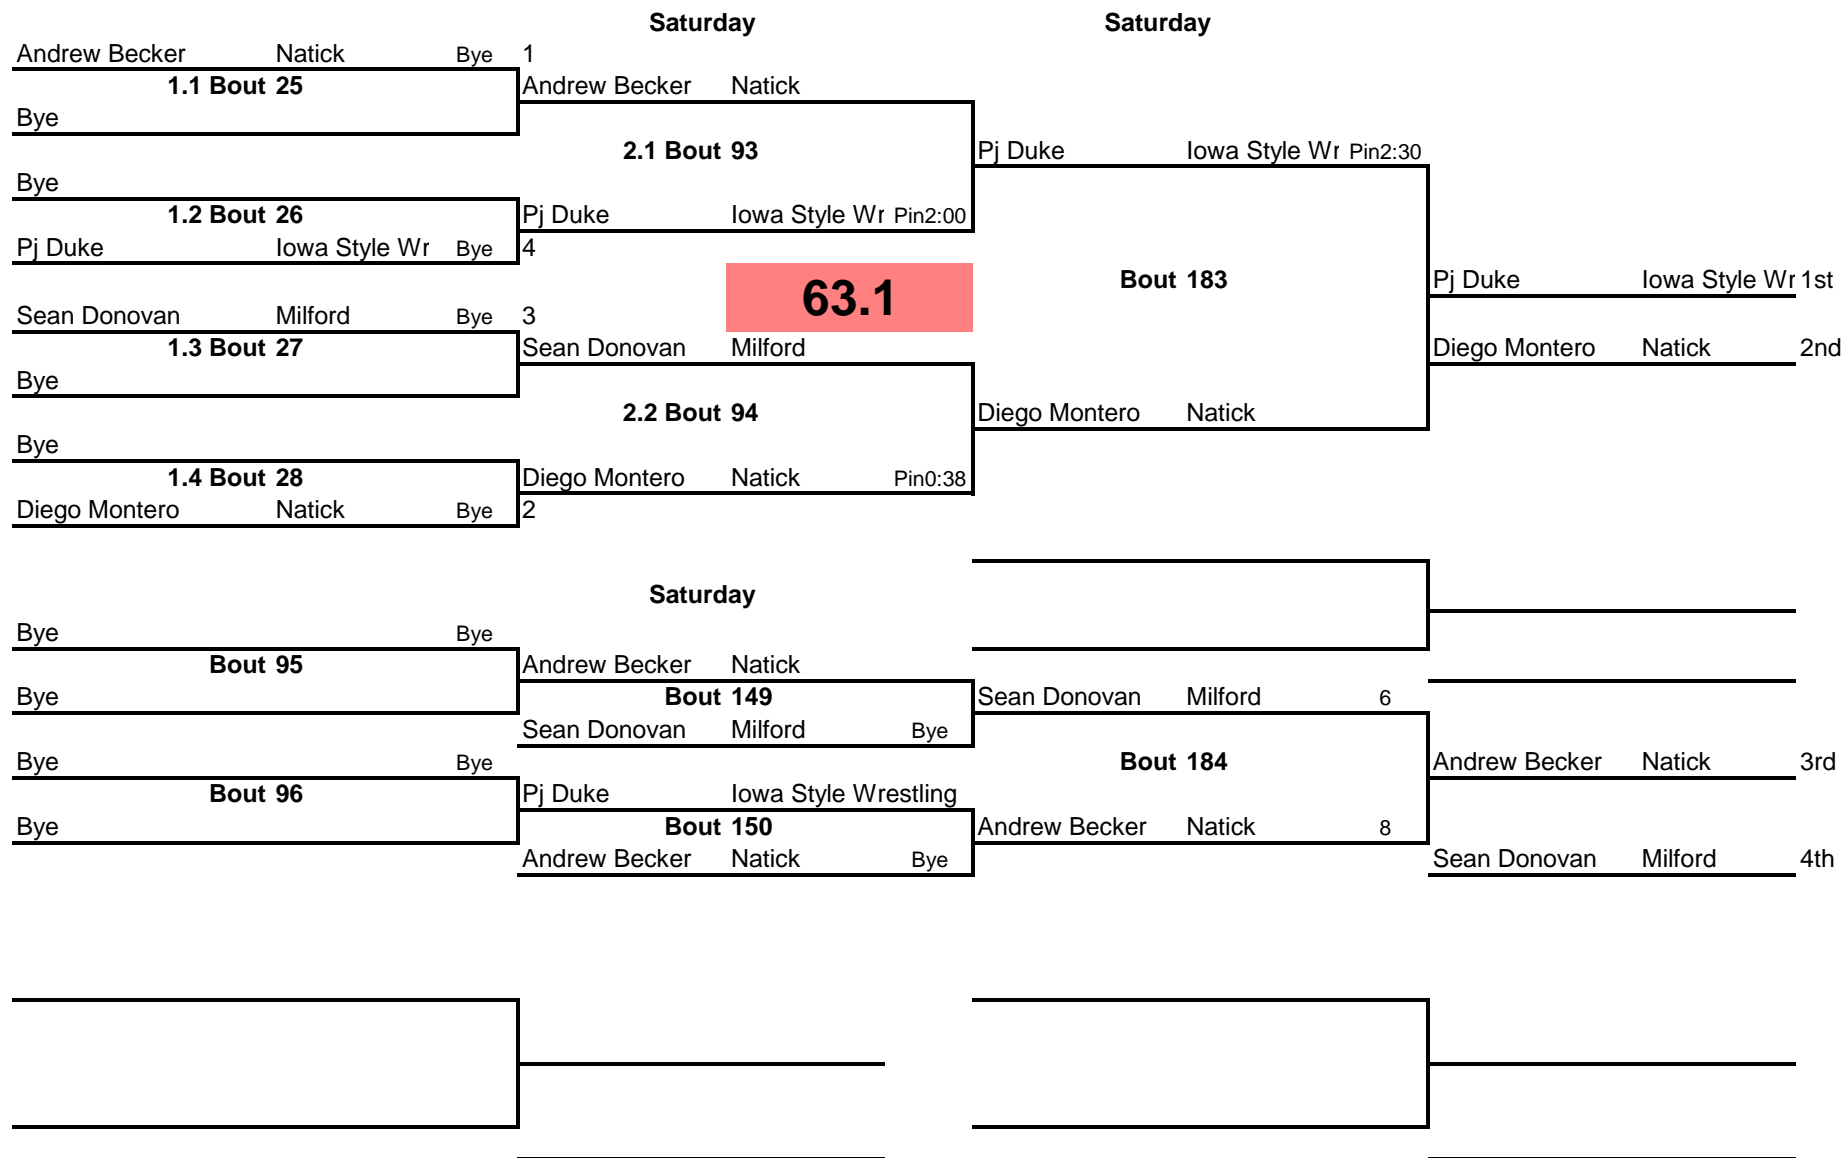 Saturday Saturday
Andrew Becker Natick Bye 1
1.1 Bout 25 Andrew Becker Natick
Bye
2.1 Bout 93 Pj Duke Iowa Style Wr Pin2:30
Bye
1.2 Bout 26 Pj Duke Iowa Style Wr Pin2:00
Pj Duke Iowa Style Wr Bye 4
63.1 Bout 183 Pj Duke Iowa Style Wr 1st
Sean Donovan Milford Bye 3
1.3 Bout 27 Sean Donovan Milford Diego Montero Natick 2nd
Bye
2.2 Bout 94 Diego Montero Natick
Bye
1.4 Bout 28 Diego Montero Natick Pin0:38
Diego Montero Natick Bye 2
Saturday
Bye Bye
Bout 95 Andrew Becker Natick
Bye Bout 149 Sean Donovan Milford 6
Sean Donovan Milford Bye
Bye Bye Bout 184 Andrew Becker Natick 3rd
Bout 96 Pj Duke Iowa Style Wrestling
Bye Bout 150 Andrew Becker Natick 8
Andrew Becker Natick Bye Sean Donovan Milford 4th